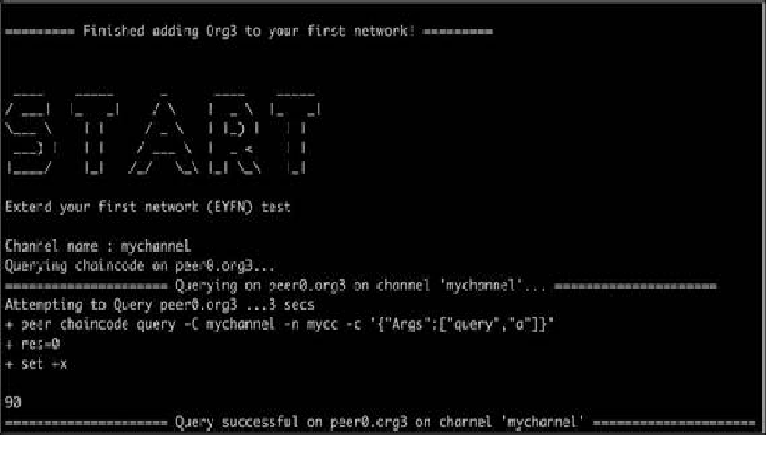 ========= Finished adding Org3 to your first network! =========
START
Extend your first network (EYFN) test
Channel name : mychannel
Querying chaincode on peer0.org3...
===================== Querying on peer0.org3 on channel 'mychannel'... =====================
Attempting to Query peer0.org3 ...3 secs
+ peer chaincode query -C mychannel -n mycc -c '{"Args":["query","a"]}'
+ res=0
+ set +x
90
===================== Query successful on peer0.org3 on channel 'mychannel' =====================